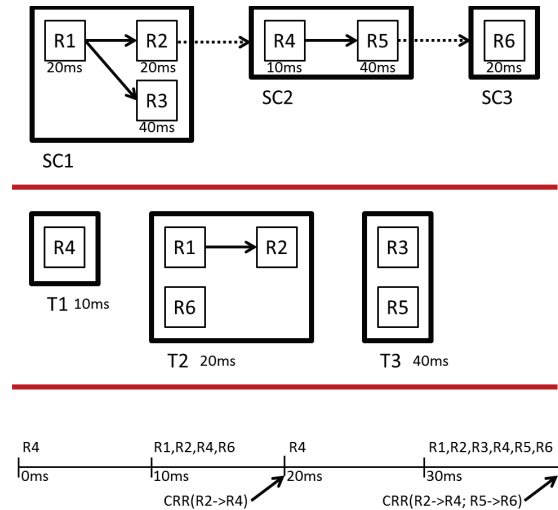 R1 R2 R4 R5 R6
20ms 20ms 10ms 40ms 20ms
R3
40ms
SC1 SC2 SC3
R4 R1 R2 R3
R6 R5
T1 10ms
T2 20ms T3 40ms
R4 R1,R2,R4,R6 R4 R1,R2,R3,R4,R5,R6
0ms 10ms 20ms 30ms
CRR(R2->R4) CRR(R2->R4; R5->R6)